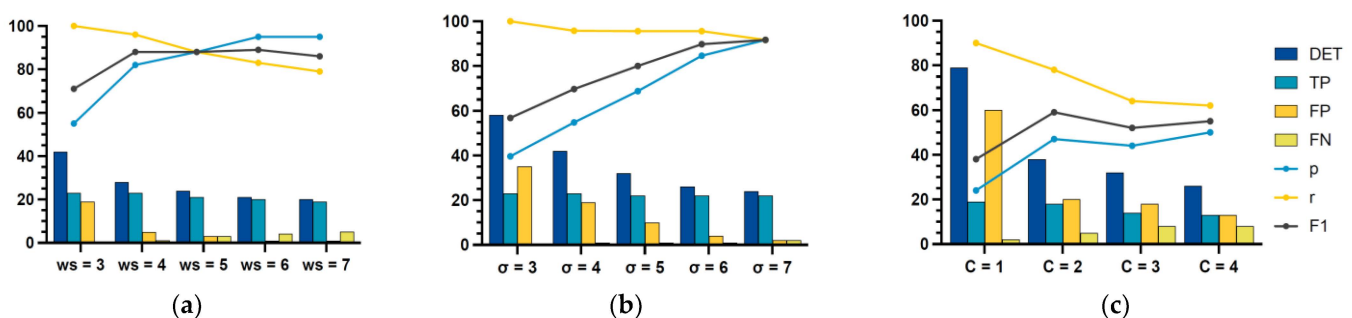 100
80
60
40
20
0
ws = 3 ws = 4 ws = 5 ws = 6 ws = 7
(a)
100
80
60
40
20
0
σ = 3 σ = 4 σ = 5 σ = 6 σ = 7
(b)
100
80
60
40
20
0
C = 1 C = 2 C = 3 C = 4
(c)
DET
TP
FP
FN
p
r
F1